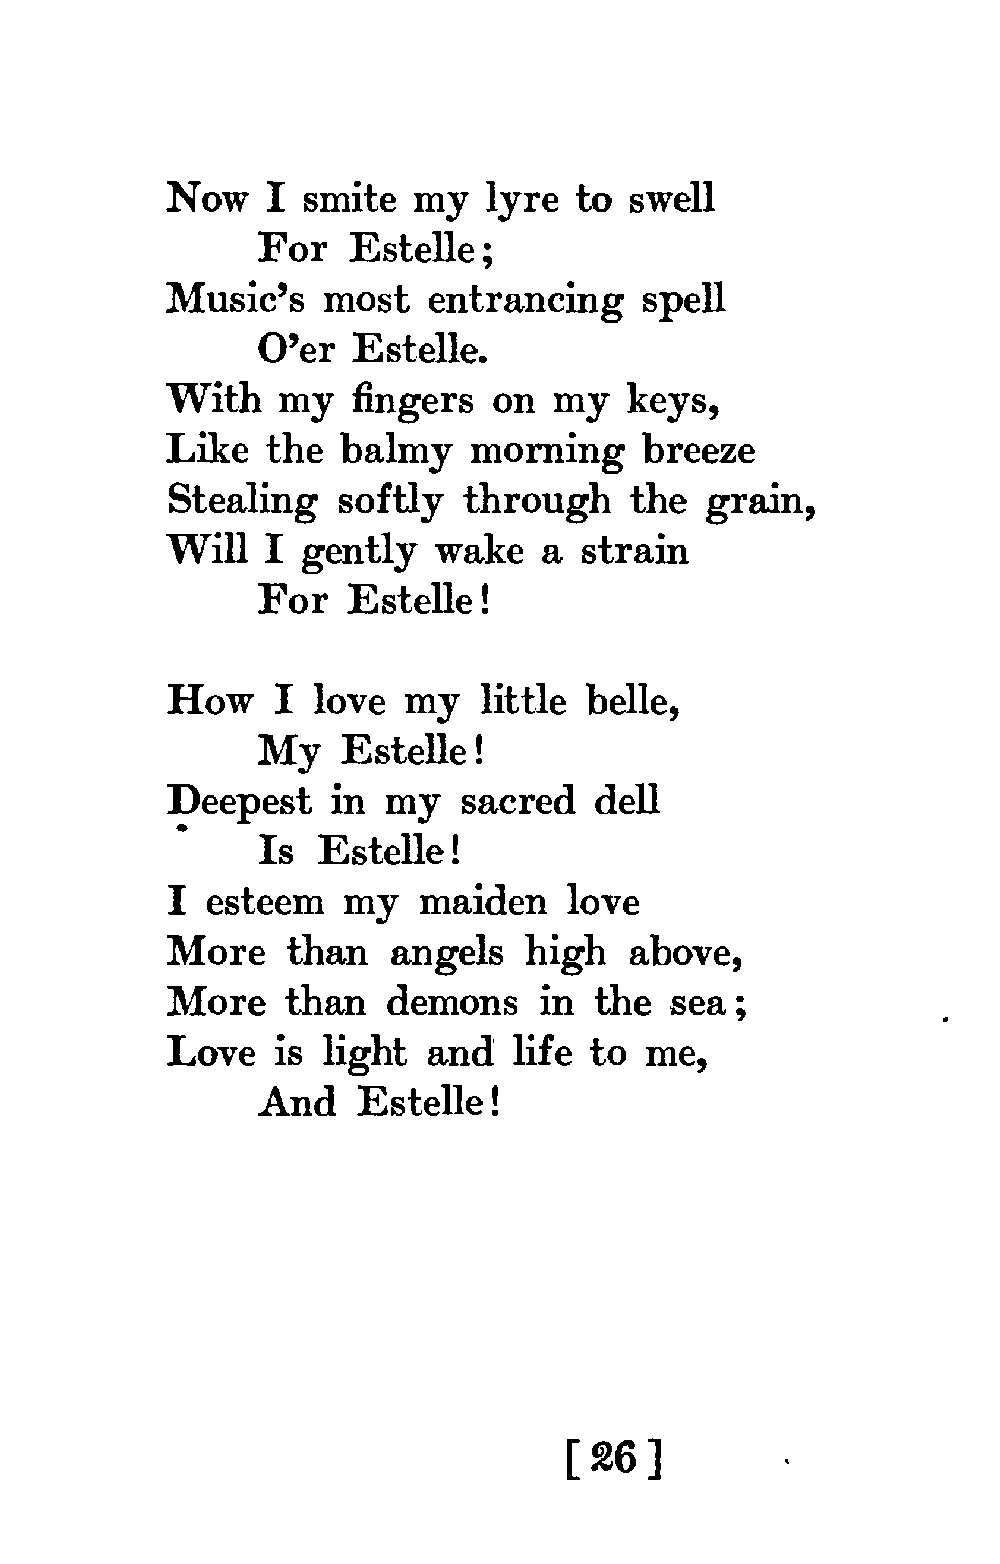 Now I smite my lyre to swell
For Estelle;
Music's most entrancing spell
O'er Estelle.
With my fingers on my keys,
Like the balmy morning breeze
Stealing softly through the grain,
Will I gently wake a strain
For Estelle!

How I love my little belle,
My Estelle!
Deepest in my sacred dell
Is Estelle!
I esteem my maiden love
More than angels high above,
More than demons in the sea;
Love is light and life to me,
And Estelle!

[ 26 ]